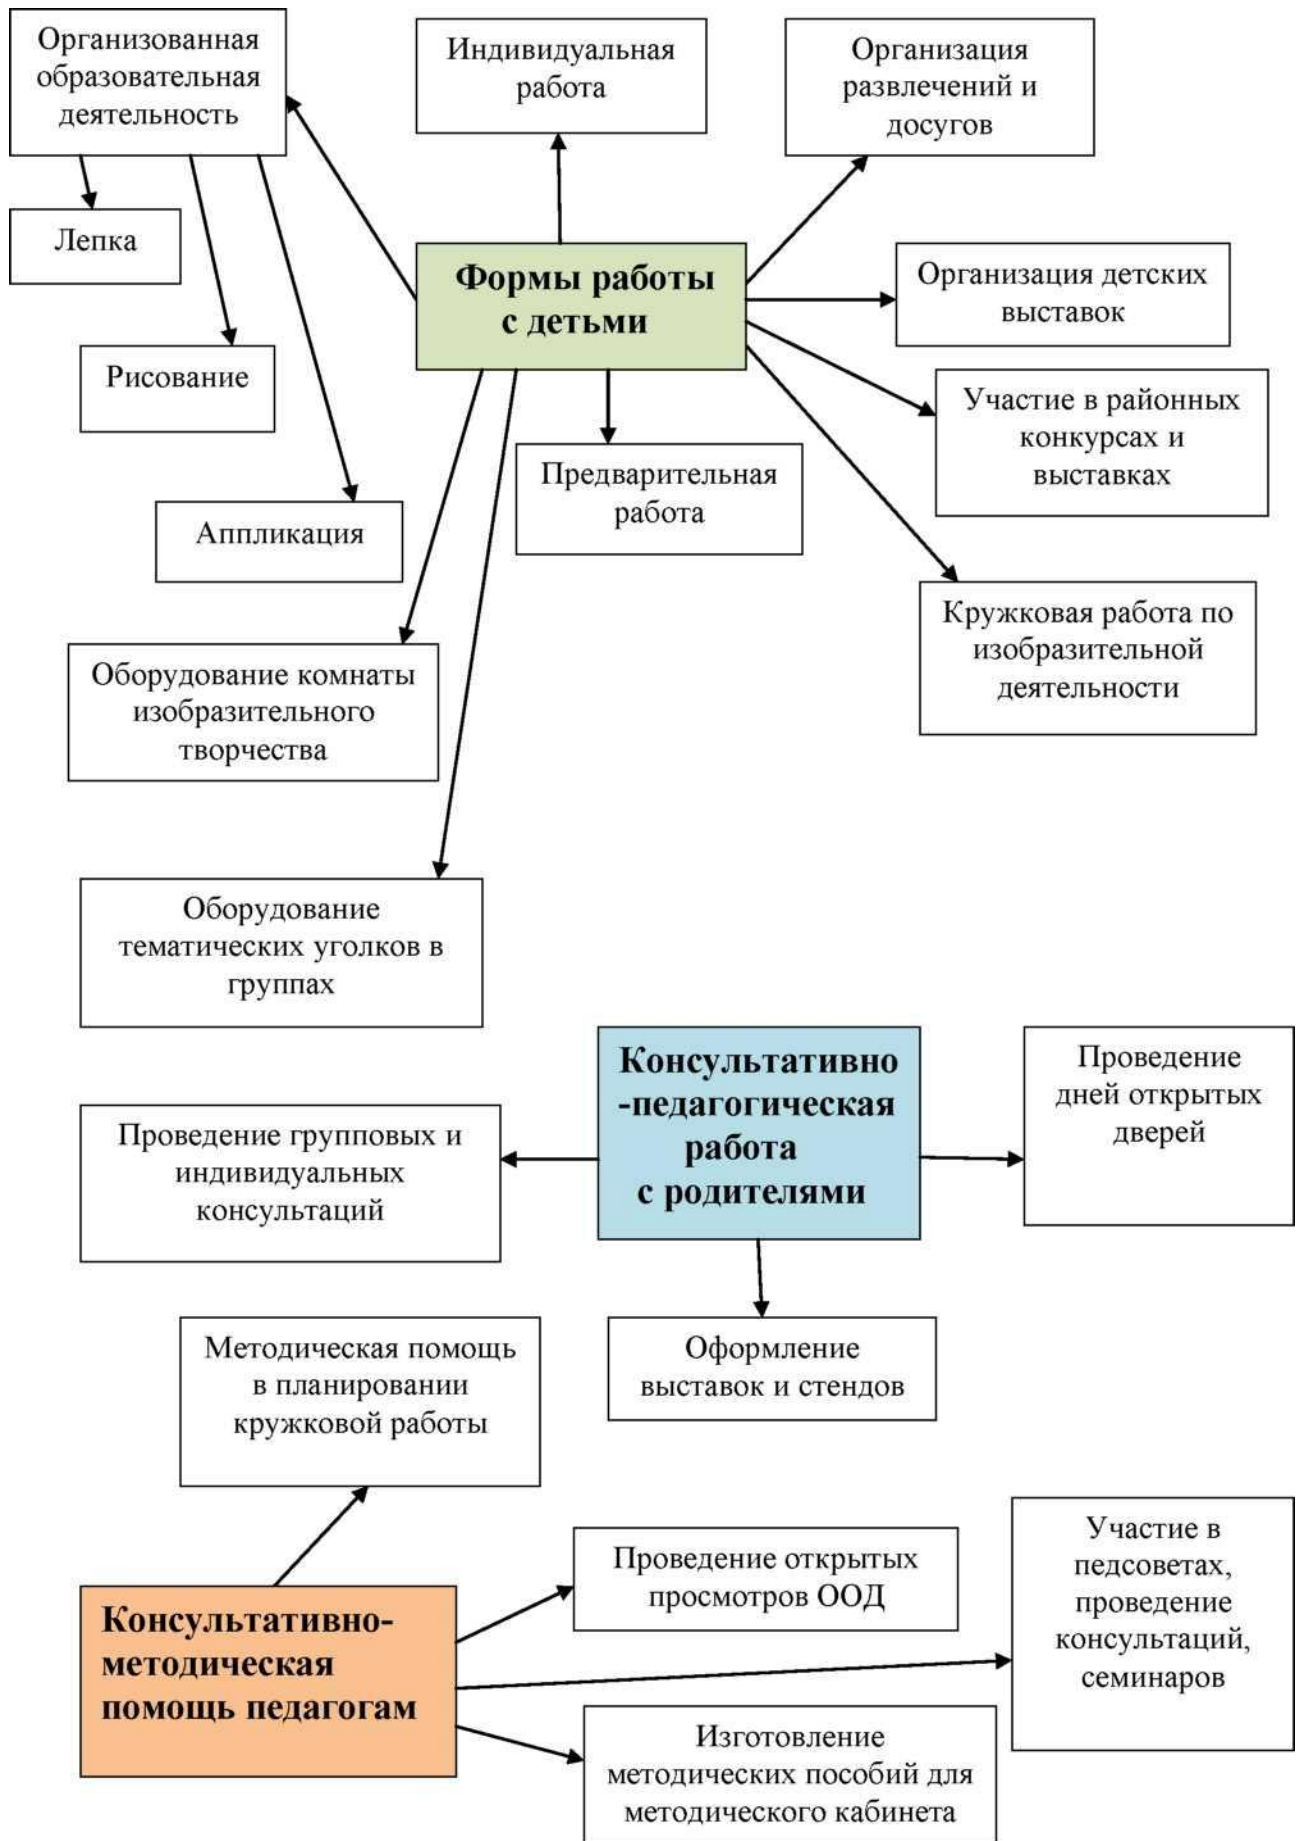 Организованная
образовательная
деятельность
Индивидуальная
работа
Организация
развлечений и
досугов
Лепка
Формы работы
с детьми
Организация детских
выставок
Рисование
Участие в районных
конкурсах и
выставках
Предварительная
работа
Аппликация
Кружковая работа по
изобразительной
деятельности
Оборудование комнаты
изобразительного
творчества
Оборудование
тематических уголков в
группах
Консультативно
-педагогическая
работа
с родителями
Проведение
дней открытых
дверей
Проведение групповых и
индивидуальных
консультаций
Оформление
выставок и стендов
Методическая помощь
в планировании
кружковой работы
Проведение открытых
просмотров ООД
Участие в
педсоветах,
проведение
консультаций,
семинаров
Консультативно-
методическая
помощь педагогам
Изготовление
методических пособий для
методического кабинета